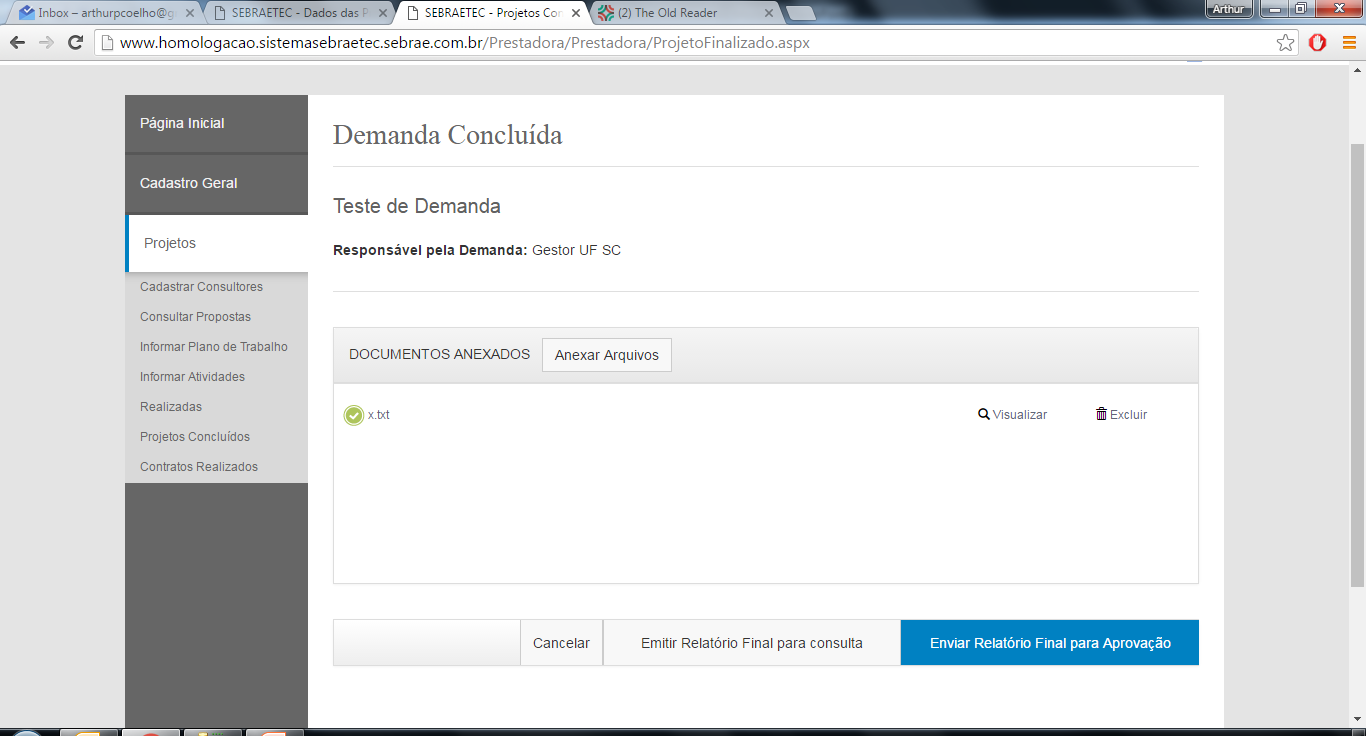 Inbox – arthurpcoelho@g
SEBRAETEC - Dados das P
SEBRAETEC - Projetos Con
(2) The Old Reader
Arthur
www.homologacao.sistemasebraetec.sebrae.com.br/Prestadora/Prestadora/ProjetoFinalizado.aspx
Página Inicial
Cadastro Geral
Projetos
Cadastrar Consultores
Consultar Propostas
Informar Plano de Trabalho
Informar Atividades
Realizadas
Projetos Concluídos
Contratos Realizados
Demanda Concluída
Teste de Demanda
Responsável pela Demanda: Gestor UF SC
DOCUMENTOS ANEXADOS Anexar Arquivos
x.txt Visualizar Excluir
Cancelar Emitir Relatório Final para consulta Enviar Relatório Final para Aprovação